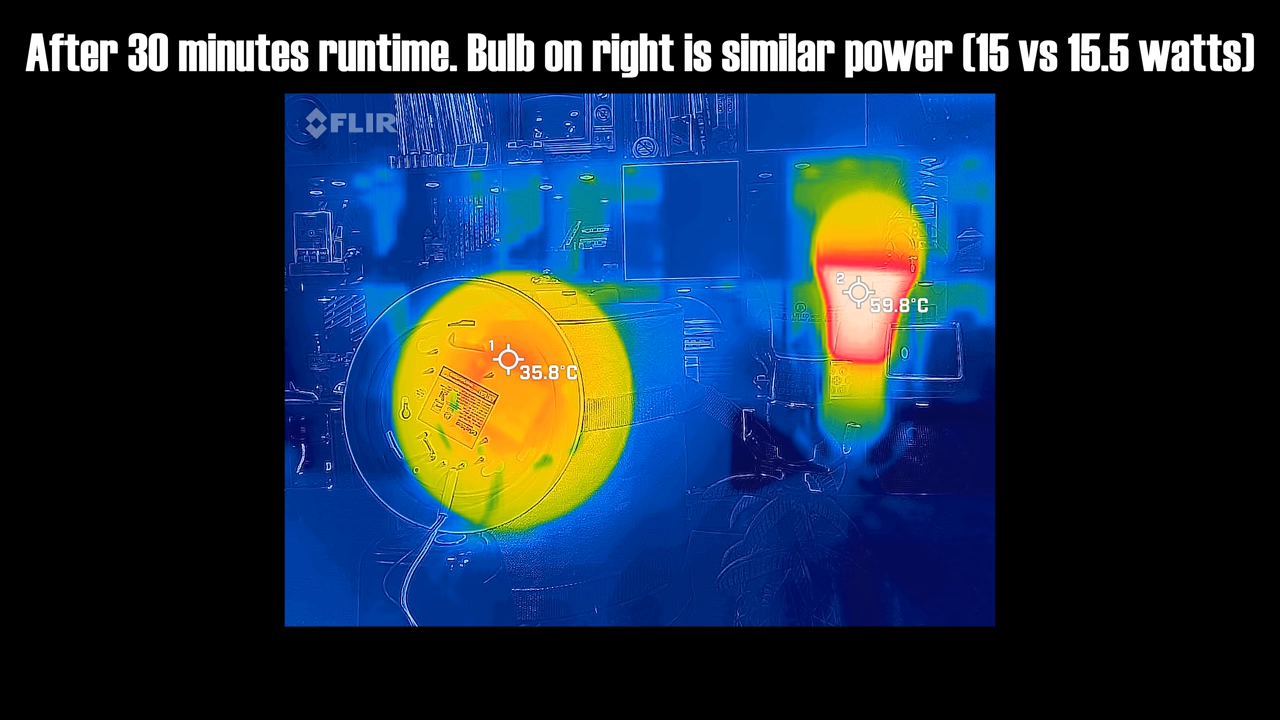 After 30 minutes runtime. Bulb on right is similar power (15 vs 15.5 watts)
FLIR
2
59.8°C
1
35.8°C